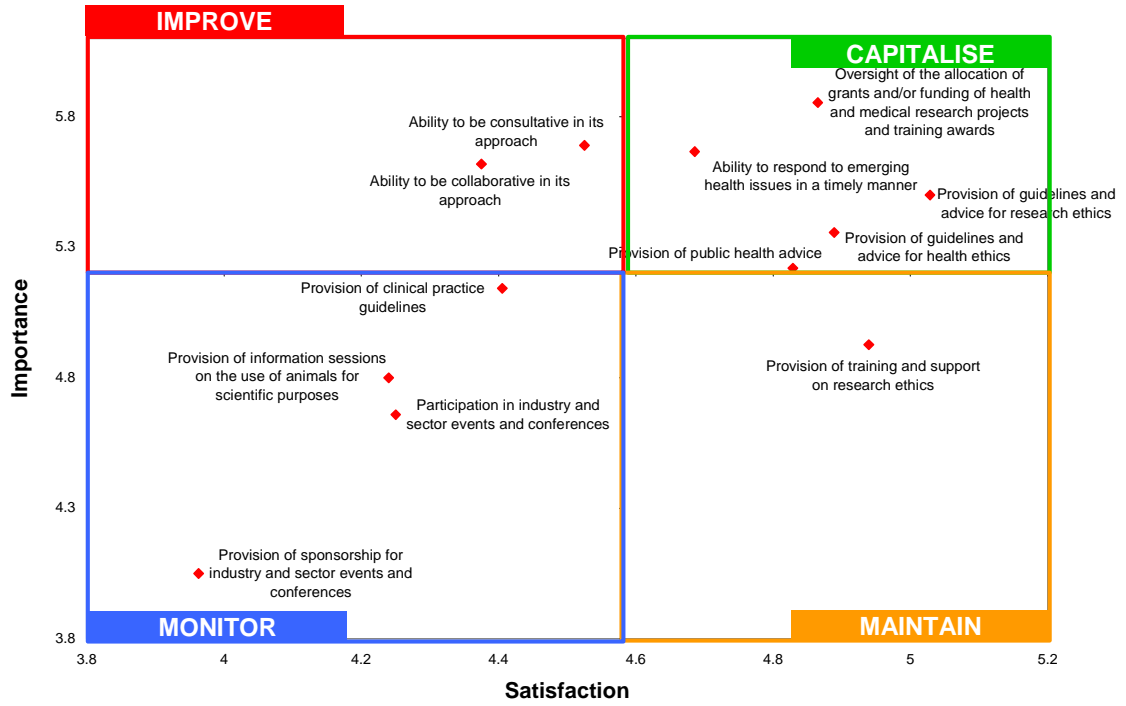 IMPROVE
CAPITALISE
Oversight of the allocation of
grants and/or funding of health
and medical research projects
and training awards
5.8
Ability to be consultative in its
approach
Ability to be collaborative in its
approach
Ability to respond to emerging
health issues in a timely manner
Provision of guidelines and
advice for research ethics
5.3
Provision of public health advice
Provision of guidelines and
advice for health ethics
Importance
Provision of clinical practice
guidelines
Provision of information sessions
on the use of animals for
scientific purposes
4.8
Provision of training and support
on research ethics
Participation in industry and
sector events and conferences
4.3
Provision of sponsorship for
industry and sector events and
conferences
MONITOR
MAINTAIN
3.8
3.8
4
4.2
4.4
4.6
4.8
5
5.2
Satisfaction